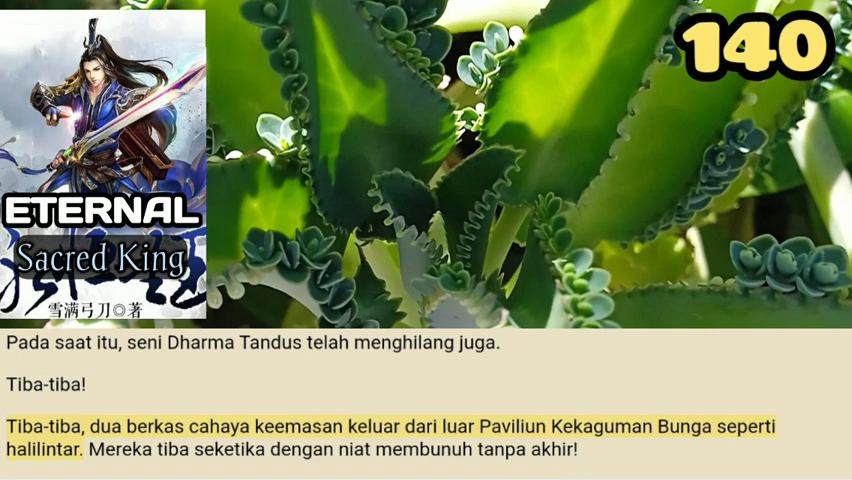 140
ETERNAL
Sacred King
雪满弓刀◎著
Pada saat itu, seni Dharma Tandus telah menghilang juga.
Tiba-tiba!
Tiba-tiba, dua berkas cahaya keemasan keluar dari luar Paviliun Kekaguman Bunga seperti
halilintar. Mereka tiba seketika dengan niat membunuh tanpa akhir!